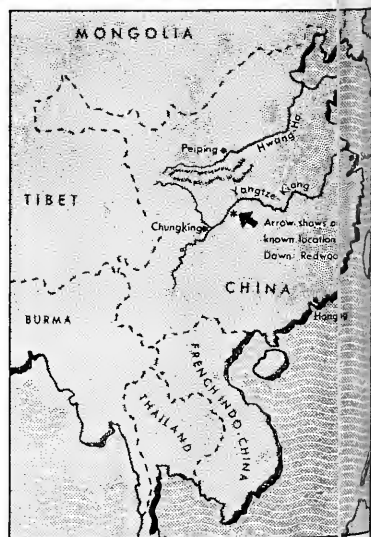 MONGOLIA
Peiping
Hwang Ho
TIBET
Yangtze-Kiang
Chungking
Arrow shows
known location
Dawn Redwoo
CHINA
BURMA
Hong
FRENCH INDO-CHINA
THAILAND